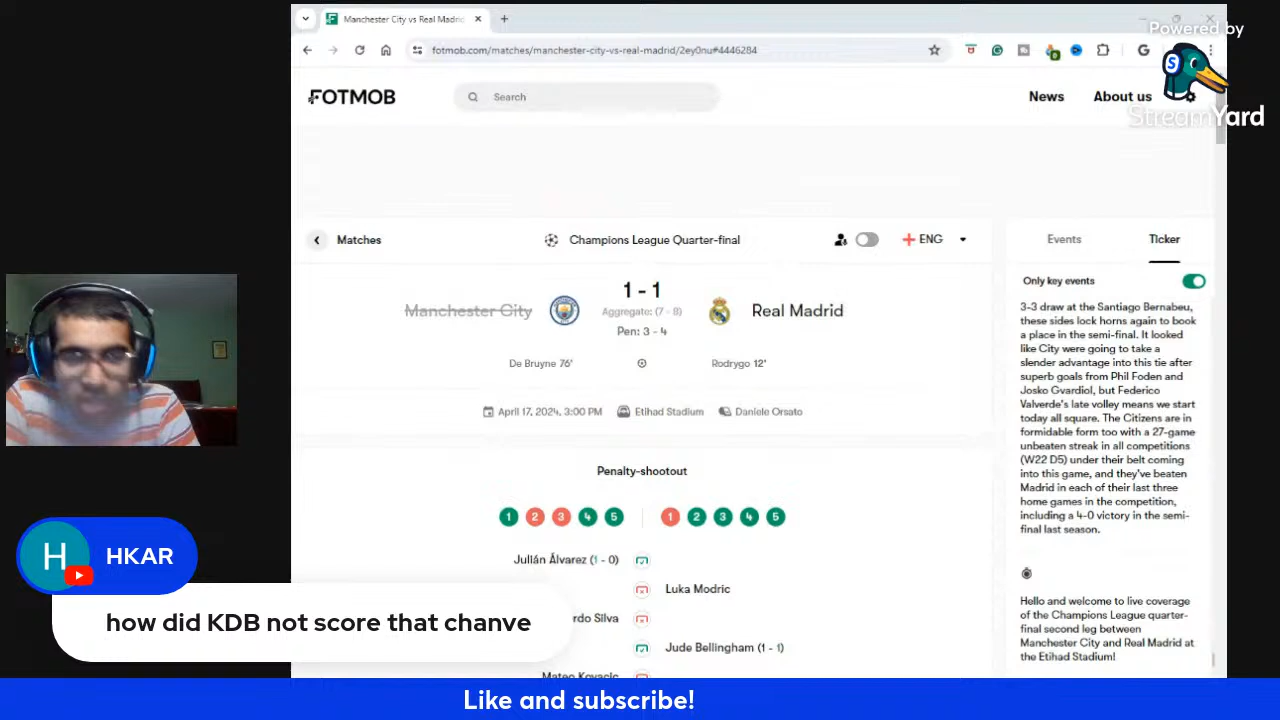 Manchester City vs Real Madrid
fotmob.com/matches/manchester-city-vs-real-madrid/2ey0nu#4446284
Powered by
StreamYard
FOTMOB
Search
News
About us
Matches
Champions League Quarter-final
ENG
Manchester City
1 - 1
Aggregate: (7 - 8)
Pen: 3 - 4
Real Madrid
De Bruyne 76'
Rodrygo 12'
April 17, 2024, 3:00 PM
Etihad Stadium
Daniele Orsato
Penalty-shootout
1 2 3 4 5
1 2 3 4 5
Julián Álvarez (1 - 0)
Luka Modric
rdo Silva
Jude Bellingham (1 - 1)
Mateo Kovacic
Events
Ticker
Only key events
3-3 draw at the Santiago Bernabeu,
these sides lock horns again to book
a place in the semi-final. It looked
like City were going to take a
slender advantage into this tie after
superb goals from Phil Foden and
Josko Gvardiol, but Federico
Valverde's late volley means we start
today all square. The Citizens are in
formidable form too with a 27-game
unbeaten streak in all competitions
(W22 D5) under their belt coming
into this game, and they've beaten
Madrid in each of their last three
home games in the competition,
including a 4-0 victory in the semi-
final last season.
Hello and welcome to live coverage
of the Champions League quarter-
final second leg between
Manchester City and Real Madrid at
the Etihad Stadium!
H
HKAR
how did KDB not score that chanve
Like and subscribe!